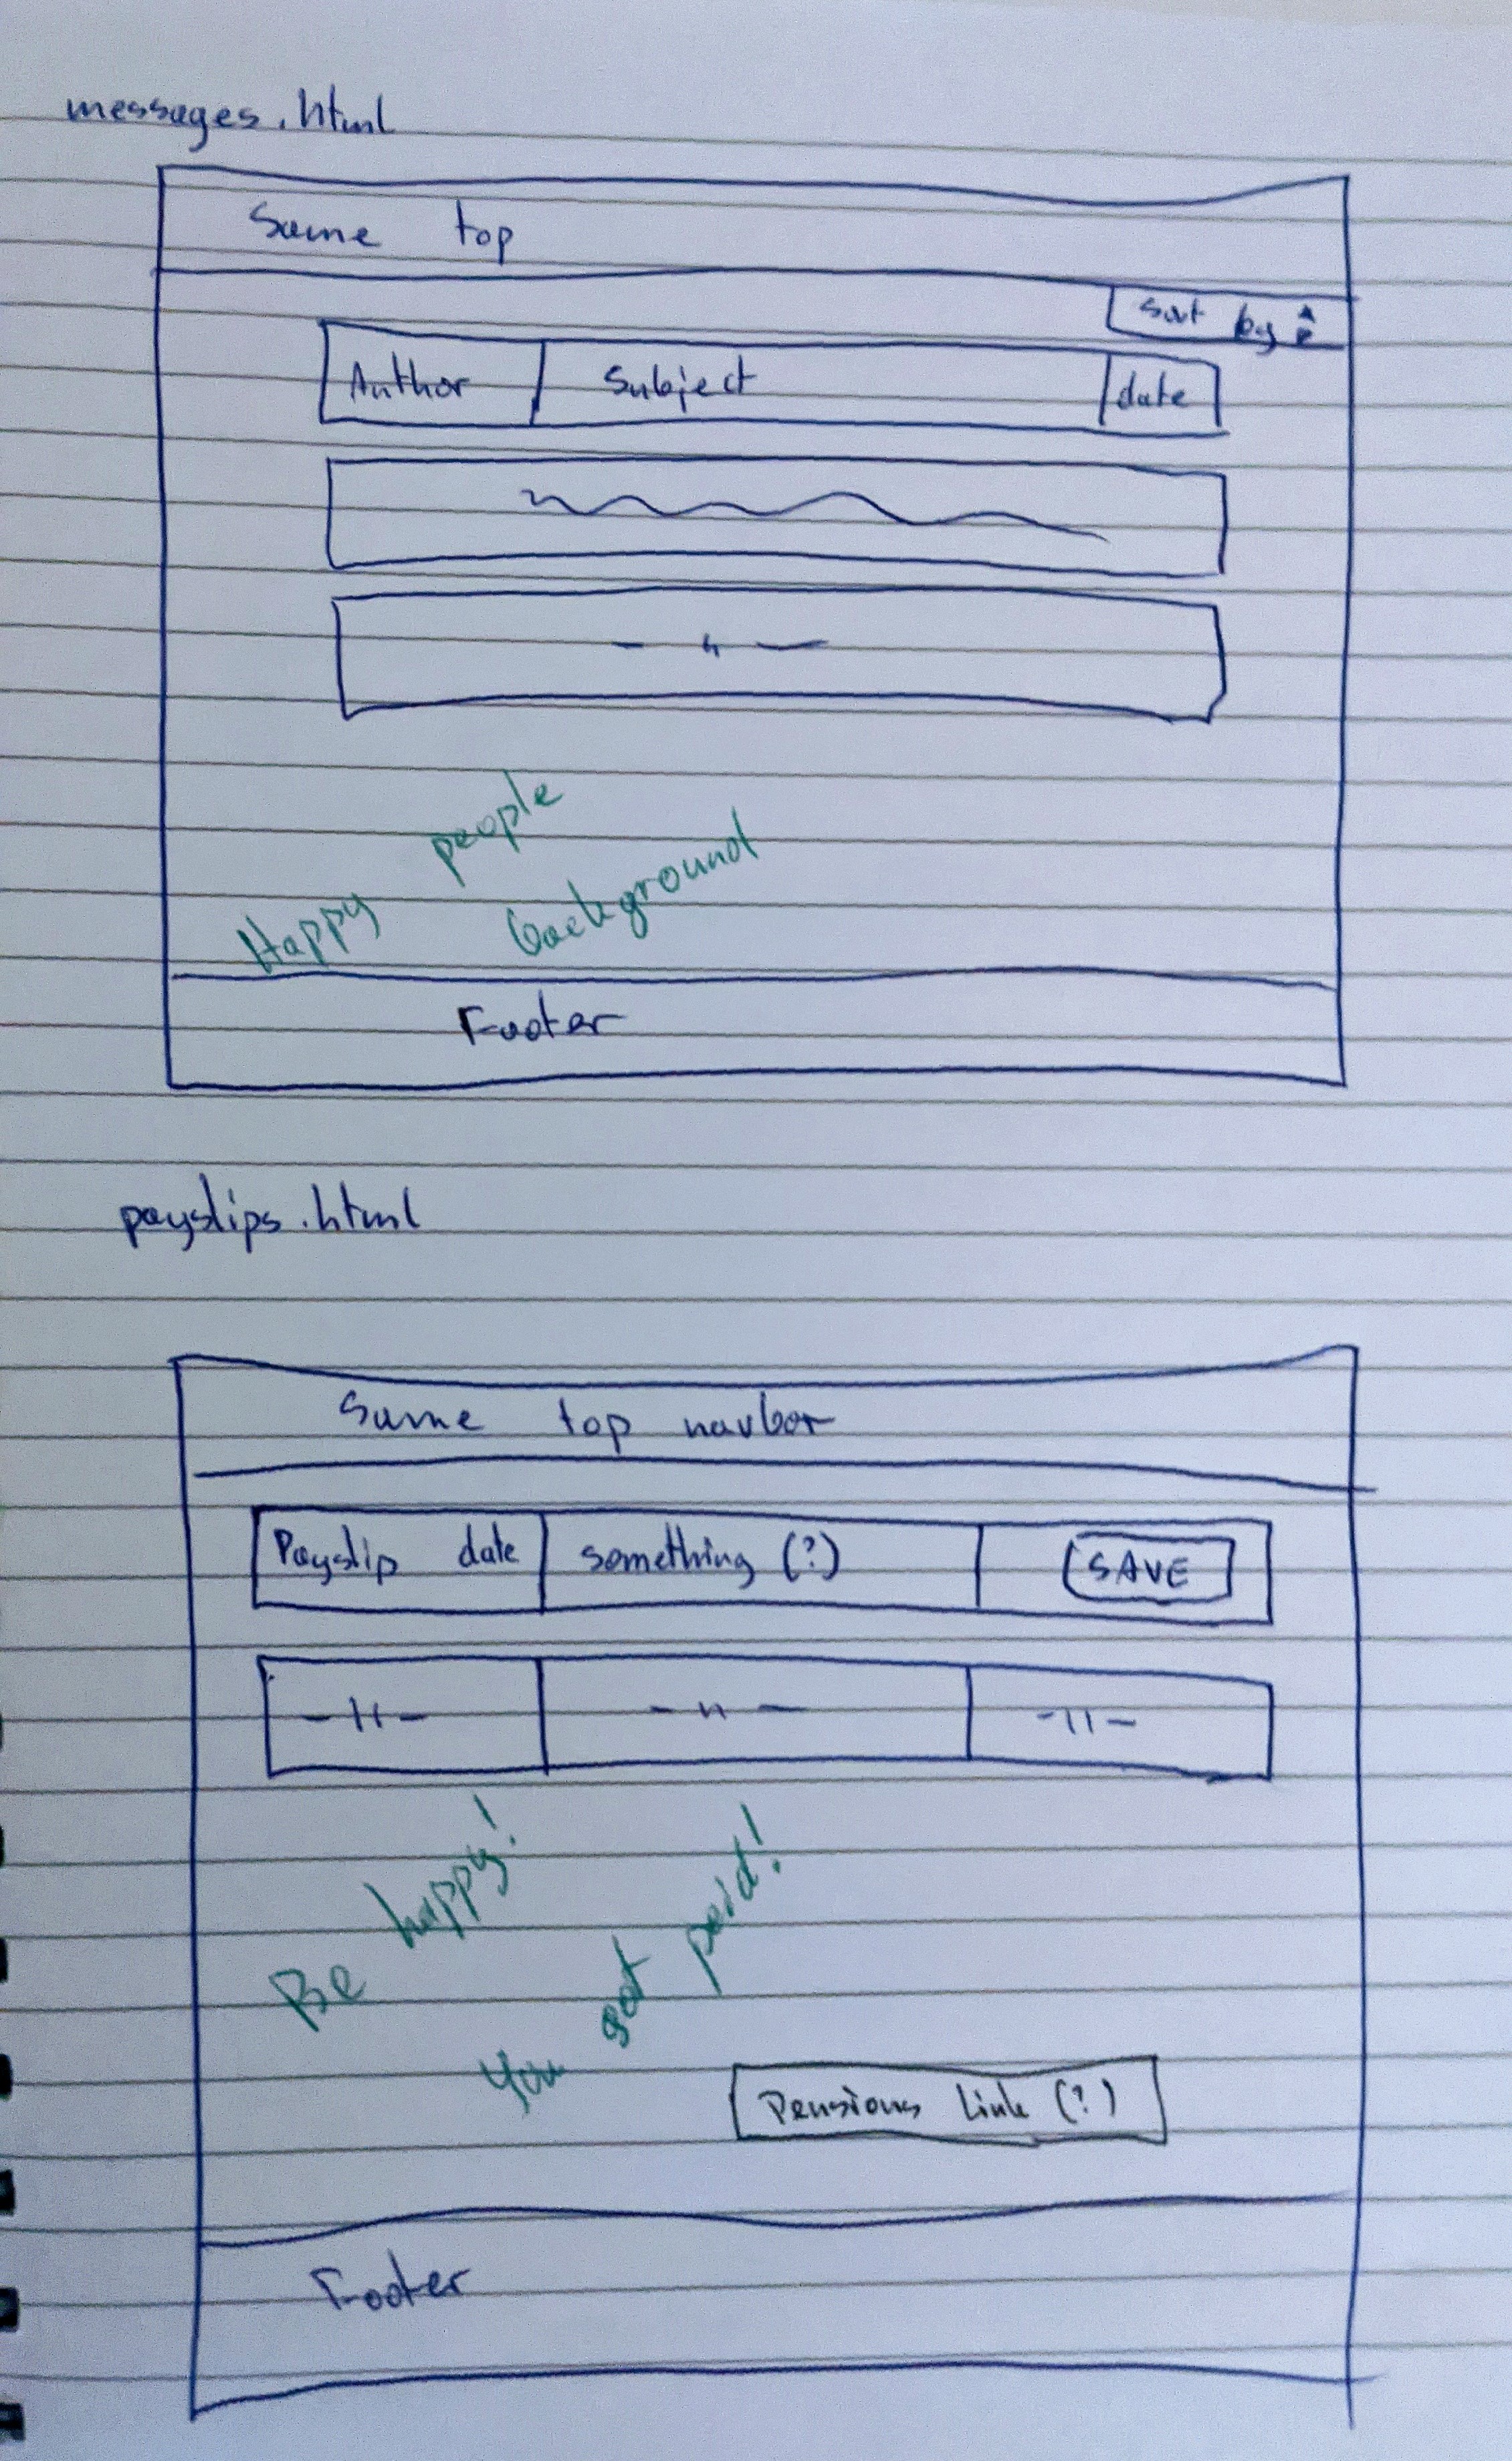 messages.html
Same top
Sort by
Author Subject date
— " —
Happy people
background
Footer
payslips.html
Same top navbar
Payslip date something (?) SAVE
— " — — " — — " —
Be happy!
You got paid!
Pensions link (?)
Footer